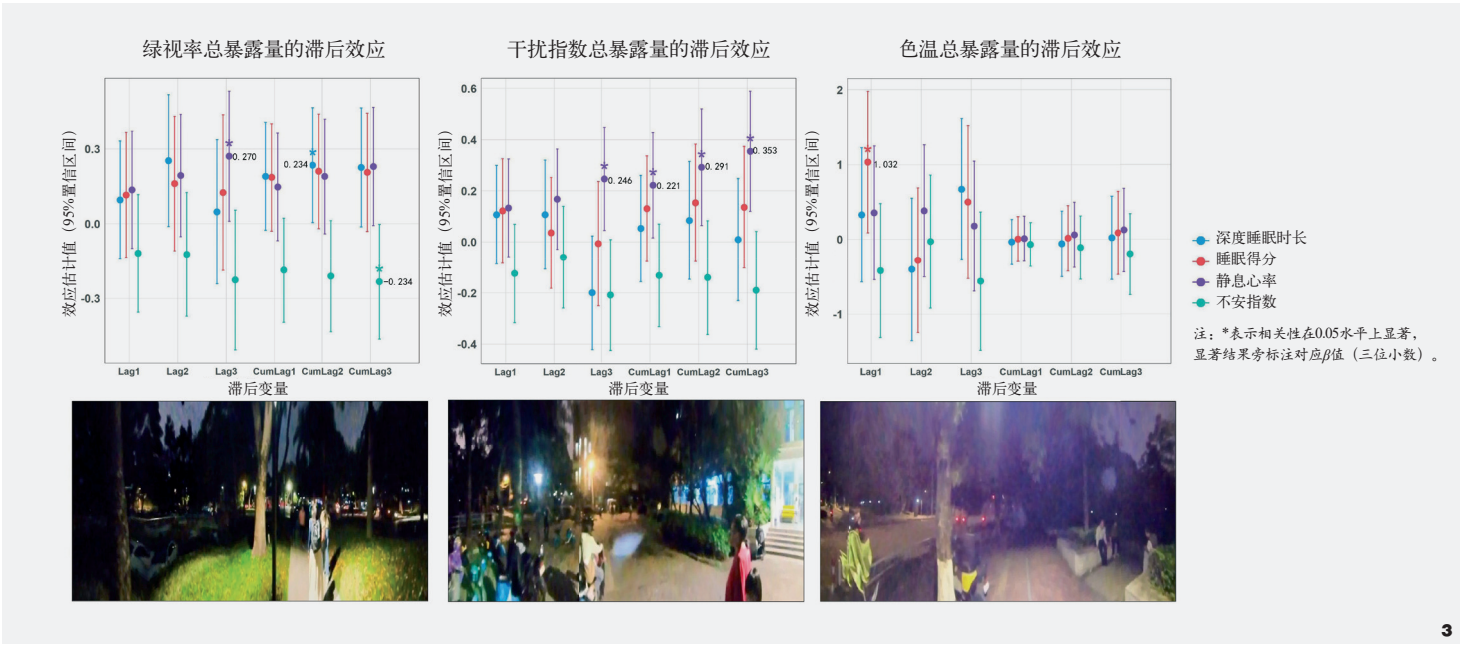 绿视率总暴露量的滞后效应
效应估计值（95%置信区间）
0.3
0.0
-0.3
0.270
0.234
-0.234
Lag1 Lag2 Lag3 CumLag1 CumLag2 CumLag3
滞后变量
干扰指数总暴露量的滞后效应
效应估计值（95%置信区间）
0.6
0.4
0.2
0.0
-0.2
-0.4
0.246
0.221
0.291
0.353
Lag1 Lag2 Lag3 CumLag1 CumLag2 CumLag3
滞后变量
色温总暴露量的滞后效应
效应估计值（95%置信区间）
2
1
0
-1
1.032
Lag1 Lag2 Lag3 CumLag1 CumLag2 CumLag3
滞后变量
深度睡眠时长
睡眠得分
静息心率
不安指数
注：*表示相关性在0.05水平上显著，
显著结果旁标注对应β值（三位小数）。
3